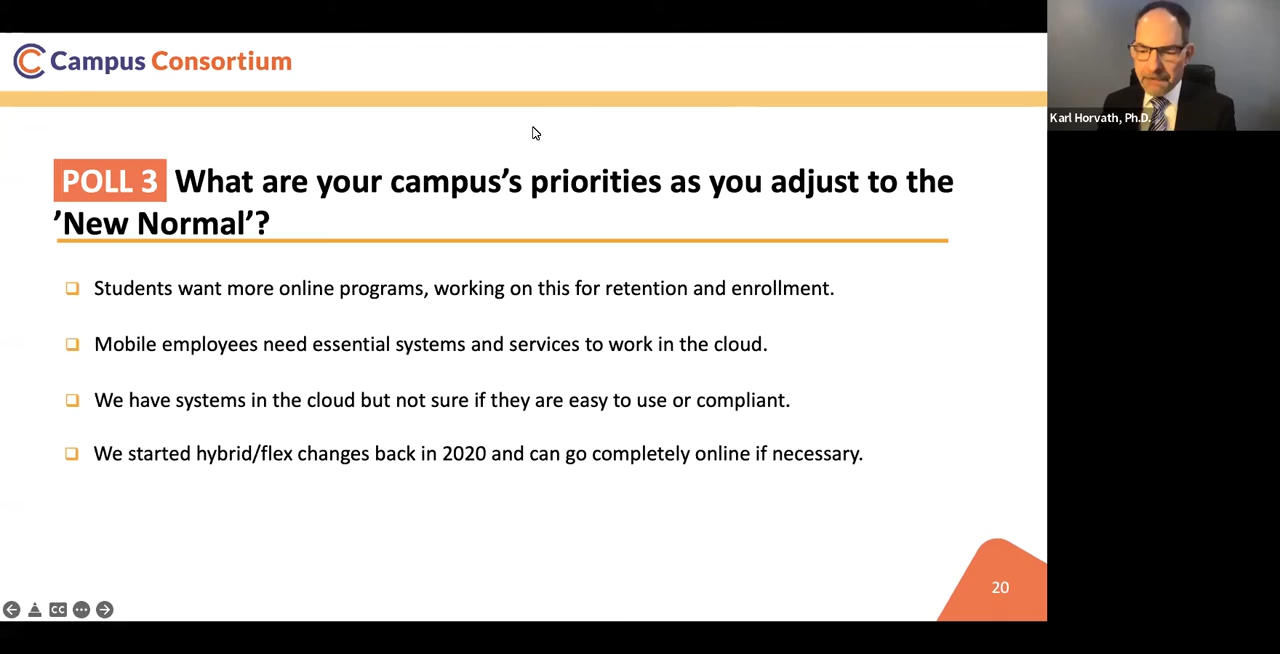 Campus Consortium
Karl Horvath, Ph.D.
POLL 3 What are your campus’s priorities as you adjust to the
’New Normal’?
Students want more online programs, working on this for retention and enrollment.
Mobile employees need essential systems and services to work in the cloud.
We have systems in the cloud but not sure if they are easy to use or compliant.
We started hybrid/flex changes back in 2020 and can go completely online if necessary.
20
CC